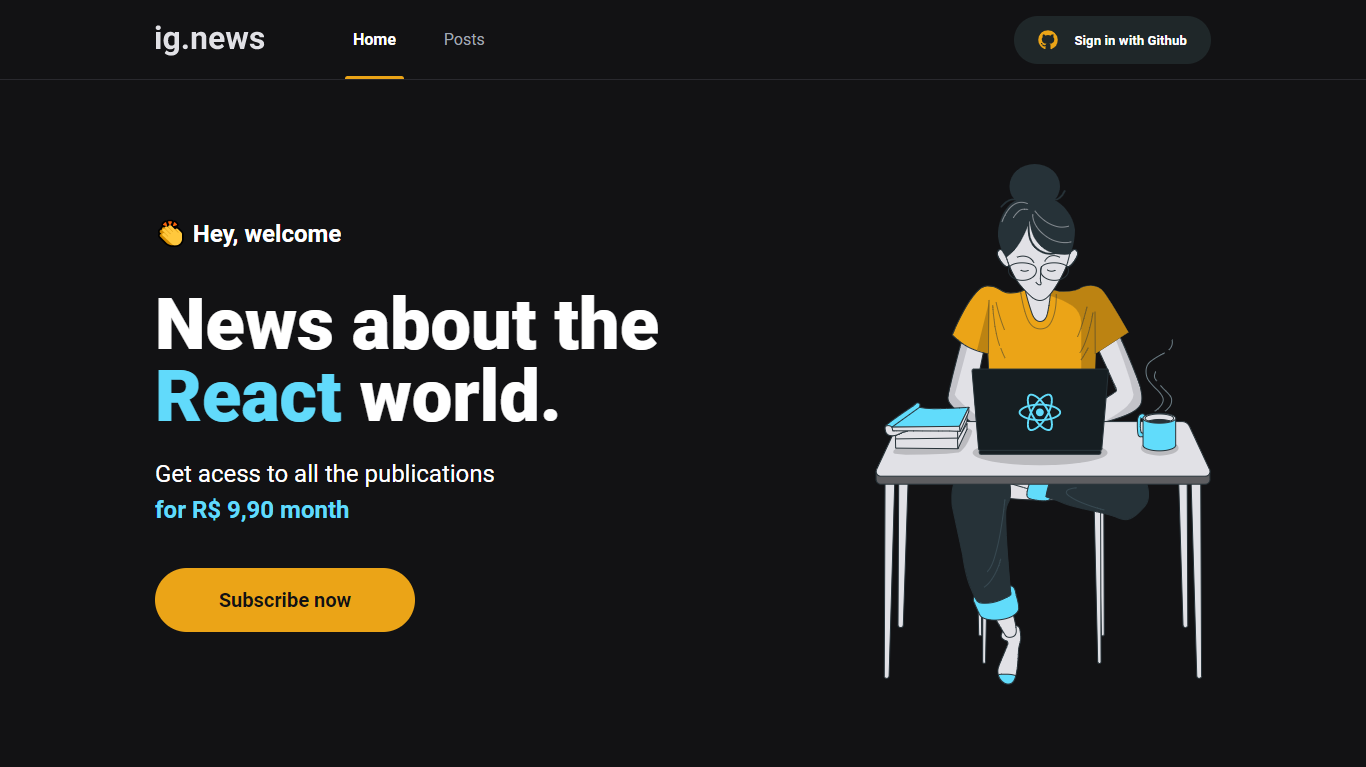 ig.news
Home
Posts
Sign in with Github
👏 Hey, welcome
News about the
React world.
Get acess to all the publications
for R$ 9,90 month
Subscribe now